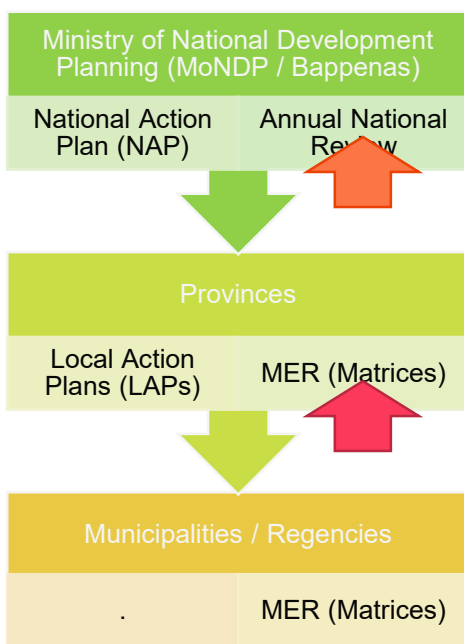 Ministry of National Development
Planning (MoNDP / Bappenas)
National Action
Plan (NAP)
Annual National
Review
Provinces
Local Action
Plans (LAPs)
MER (Matrices)
Municipalities / Regencies
.
MER (Matrices)